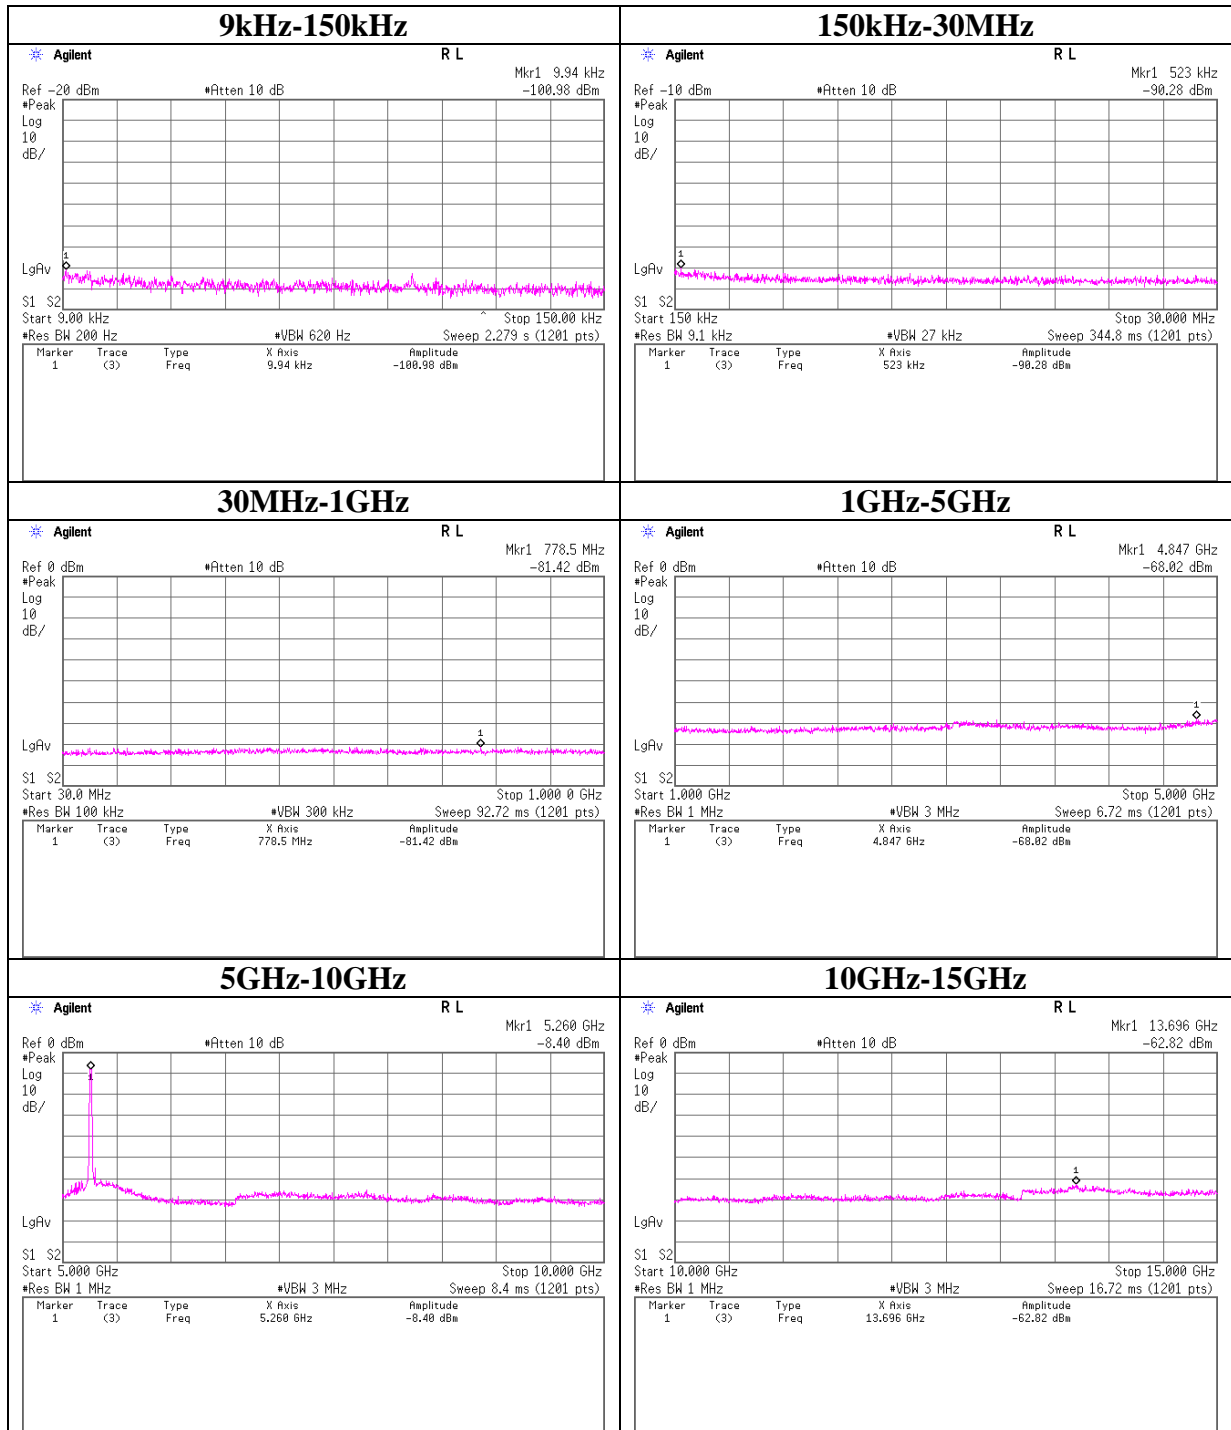 9kHz-150kHz
Agilent R L
Mkr1 9.94 kHz
Ref -20 dBm #Atten 10 dB -100.98 dBm
#Peak
Log
10
dB/
1
LgAv
S1 S2
Start 9.00 kHz ^ Stop 150.00 kHz
#Res BW 200 Hz #VBW 620 Hz Sweep 2.279 s (1201 pts)
Marker Trace Type X Axis Amplitude
1 (3) Freq 9.94 kHz -100.98 dBm
150kHz-30MHz
Agilent R L
Mkr1 523 kHz
Ref -10 dBm #Atten 10 dB -90.28 dBm
#Peak
Log
10
dB/
1
LgAv
S1 S2
Start 150 kHz Stop 30.000 MHz
#Res BW 9.1 kHz #VBW 27 kHz Sweep 344.8 ms (1201 pts)
Marker Trace Type X Axis Amplitude
1 (3) Freq 523 kHz -90.28 dBm
30MHz-1GHz
Agilent R L
Mkr1 778.5 MHz
Ref 0 dBm #Atten 10 dB -81.42 dBm
#Peak
Log
10
dB/
1
LgAv
S1 S2
Start 30.0 MHz Stop 1.000 0 GHz
#Res BW 100 kHz #VBW 300 kHz Sweep 92.72 ms (1201 pts)
Marker Trace Type X Axis Amplitude
1 (3) Freq 778.5 MHz -81.42 dBm
1GHz-5GHz
Agilent R L
Mkr1 4.847 GHz
Ref 0 dBm #Atten 10 dB -68.02 dBm
#Peak
Log
10
dB/
1
LgAv
S1 S2
Start 1.000 GHz Stop 5.000 GHz
#Res BW 1 MHz #VBW 3 MHz Sweep 6.72 ms (1201 pts)
Marker Trace Type X Axis Amplitude
1 (3) Freq 4.847 GHz -68.02 dBm
5GHz-10GHz
Agilent R L
Mkr1 5.260 GHz
Ref 0 dBm #Atten 10 dB -8.40 dBm
#Peak
Log
10
dB/
1
LgAv
S1 S2
Start 5.000 GHz Stop 10.000 GHz
#Res BW 1 MHz #VBW 3 MHz Sweep 8.4 ms (1201 pts)
Marker Trace Type X Axis Amplitude
1 (3) Freq 5.260 GHz -8.40 dBm
10GHz-15GHz
Agilent R L
Mkr1 13.696 GHz
Ref 0 dBm #Atten 10 dB -62.82 dBm
#Peak
Log
10
dB/
1
LgAv
S1 S2
Start 10.000 GHz Stop 15.000 GHz
#Res BW 1 MHz #VBW 3 MHz Sweep 16.72 ms (1201 pts)
Marker Trace Type X Axis Amplitude
1 (3) Freq 13.696 GHz -62.82 dBm